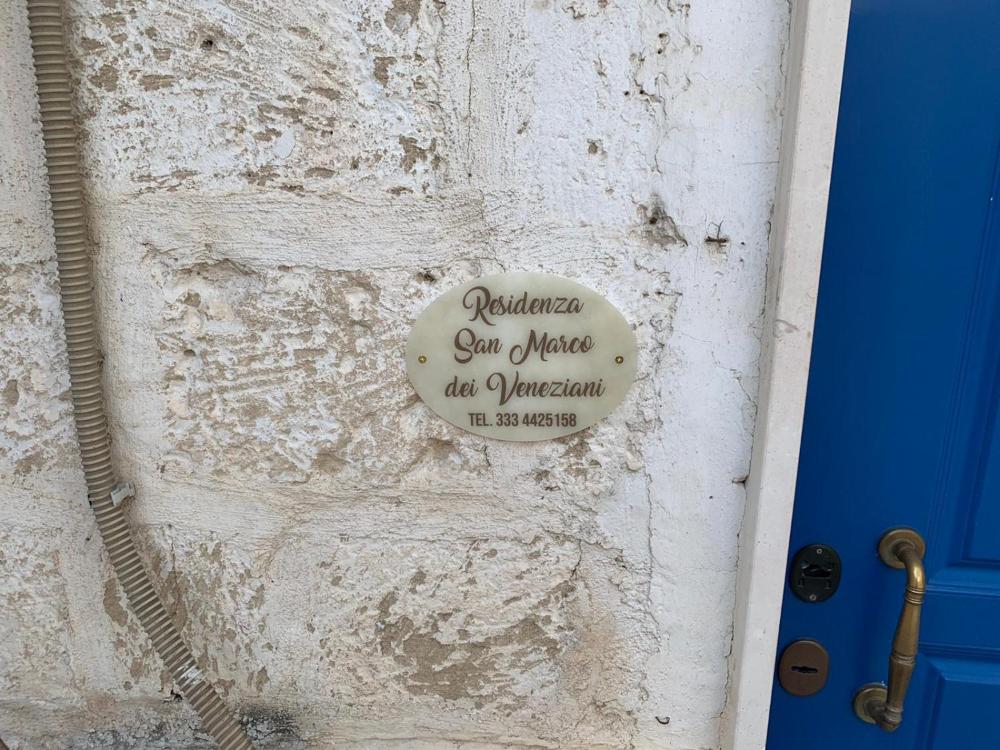 Residenza
San Marco
dei Veneziani
TEL. 333 4425158